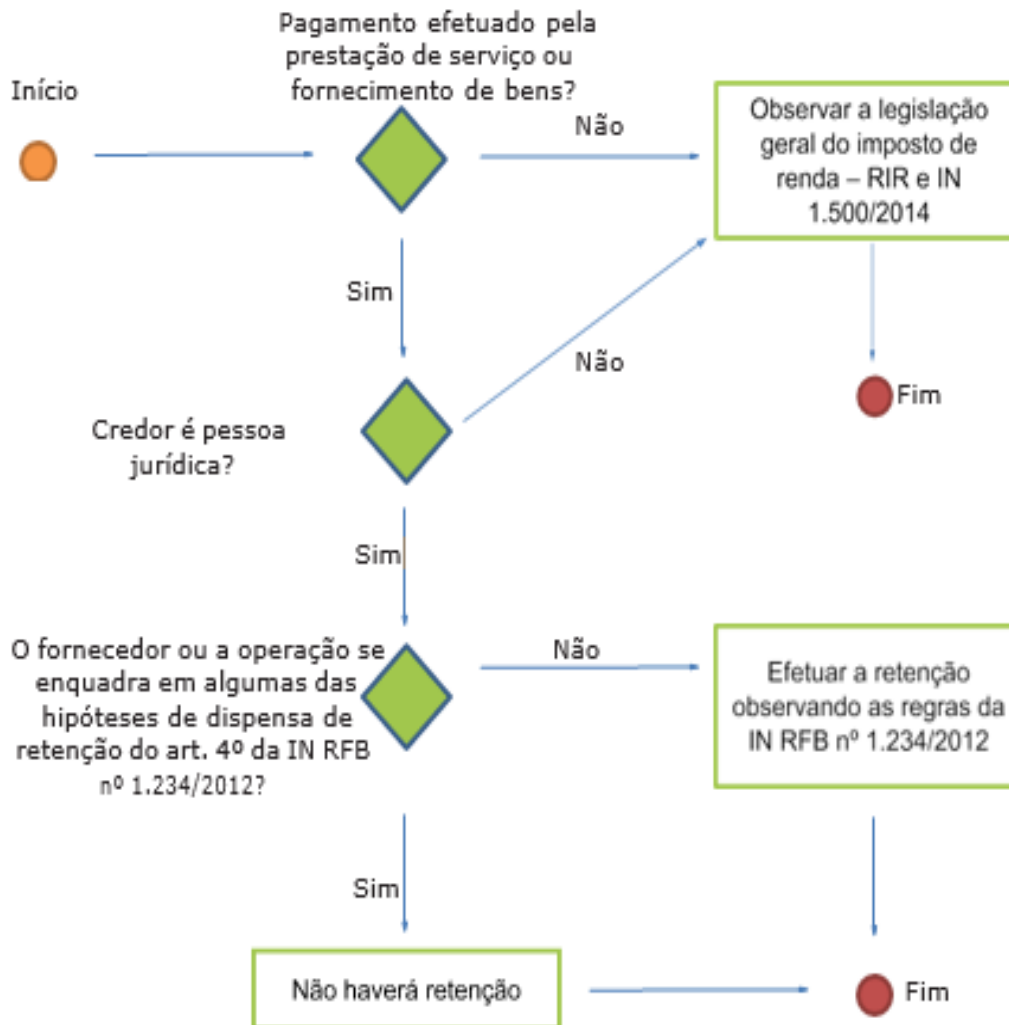 Pagamento efetuado pela
prestação de serviço ou
fornecimento de bens?
Início
Não
Observar a legislação
geral do imposto de
renda – RIR e IN
1.500/2014
Sim
Não
Fim
Credor é pessoa
jurídica?
Sim
O fornecedor ou a operação se
enquadra em algumas das
hipóteses de dispensa de
retenção do art. 4º da IN RFB
nº 1.234/2012?
Não
Efetuar a retenção
observando as regras da
IN RFB nº 1.234/2012
Sim
Não haverá retenção
Fim